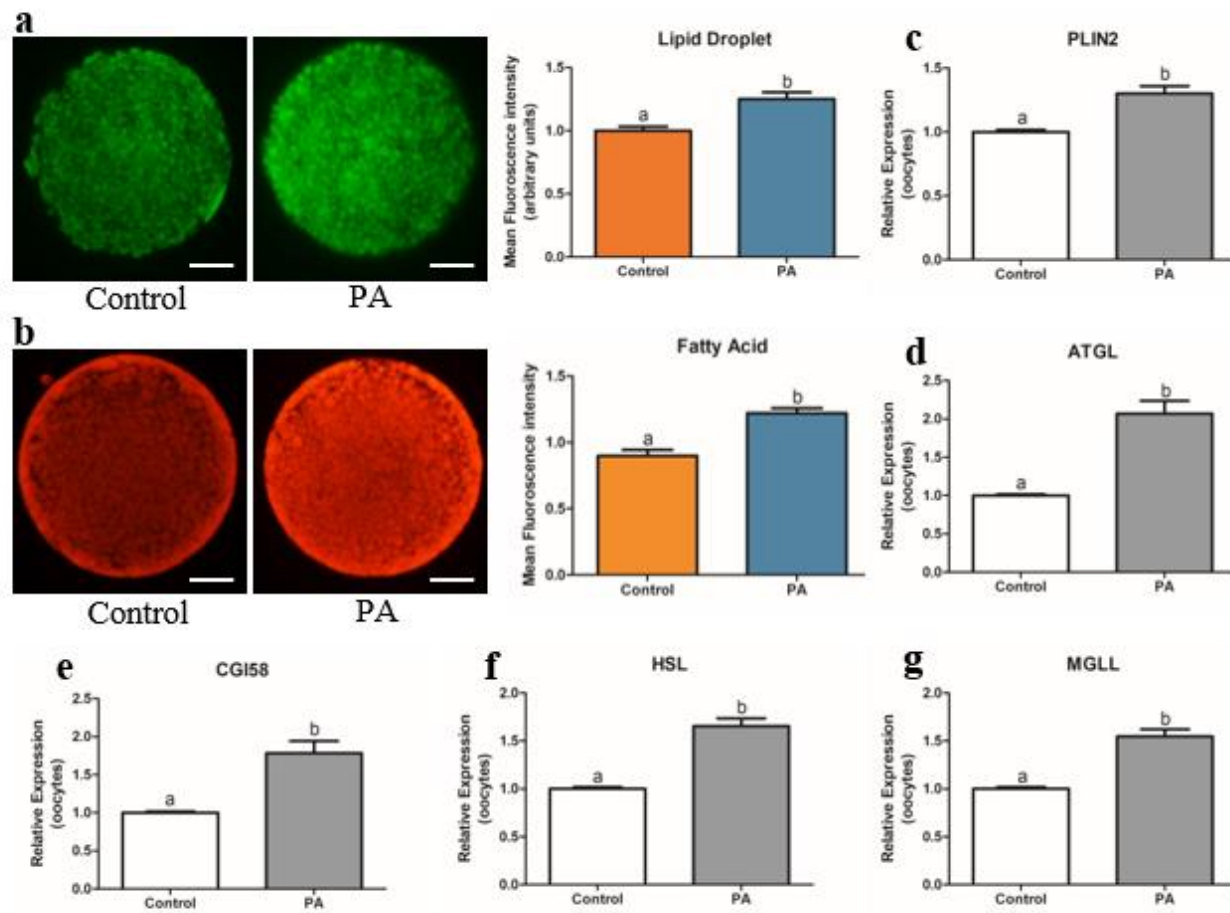 a
Control
PA
Lipid Droplet
Mean Fluoroscence intensity
(arbitrary units)
1.5
1.0
0.5
0.0
a
b
Control
PA
c
PLIN2
Relative Expression
(oocytes)
1.5
1.0
0.5
0.0
a
b
Control
PA
b
Control
PA
Fatty Acid
Mean Fluoroscence intensity
1.5
1.0
0.5
0.0
a
b
Control
PA
d
ATGL
Relative Expression
(oocytes)
2.5
2.0
1.5
1.0
0.5
0.0
a
b
Control
PA
e
CGI58
Relative Expression
(oocytes)
2.5
2.0
1.5
1.0
0.5
0.0
a
b
Control
PA
f
HSL
Relative Expression
(oocytes)
2.0
1.5
1.0
0.5
0.0
a
b
Control
PA
g
MGLL
Relative Expression
(oocytes)
2.0
1.5
1.0
0.5
0.0
a
b
Control
PA